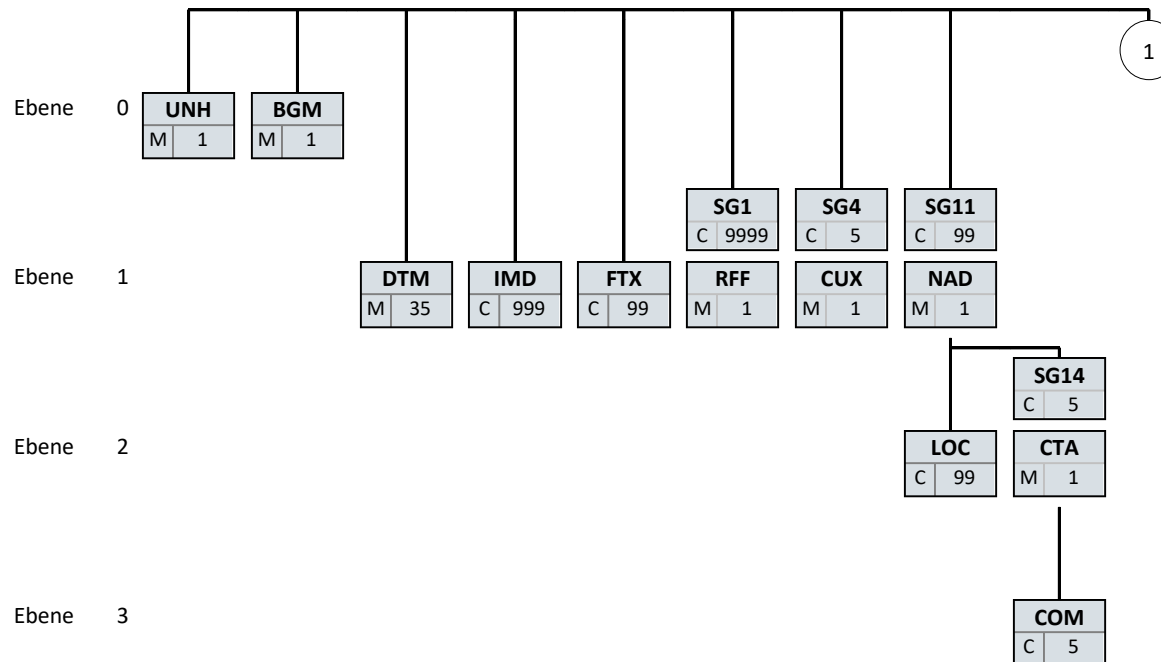 1
Ebene 0 UNH BGM
M 1 M 1
SG1 SG4 SG11
C 9999 C 5 C 99
Ebene 1 DTM IMD FTX RFF CUX NAD
M 35 C 999 C 99 M 1 M 1 M 1
SG14
C 5
Ebene 2 LOC CTA
C 99 M 1
Ebene 3 COM
C 5